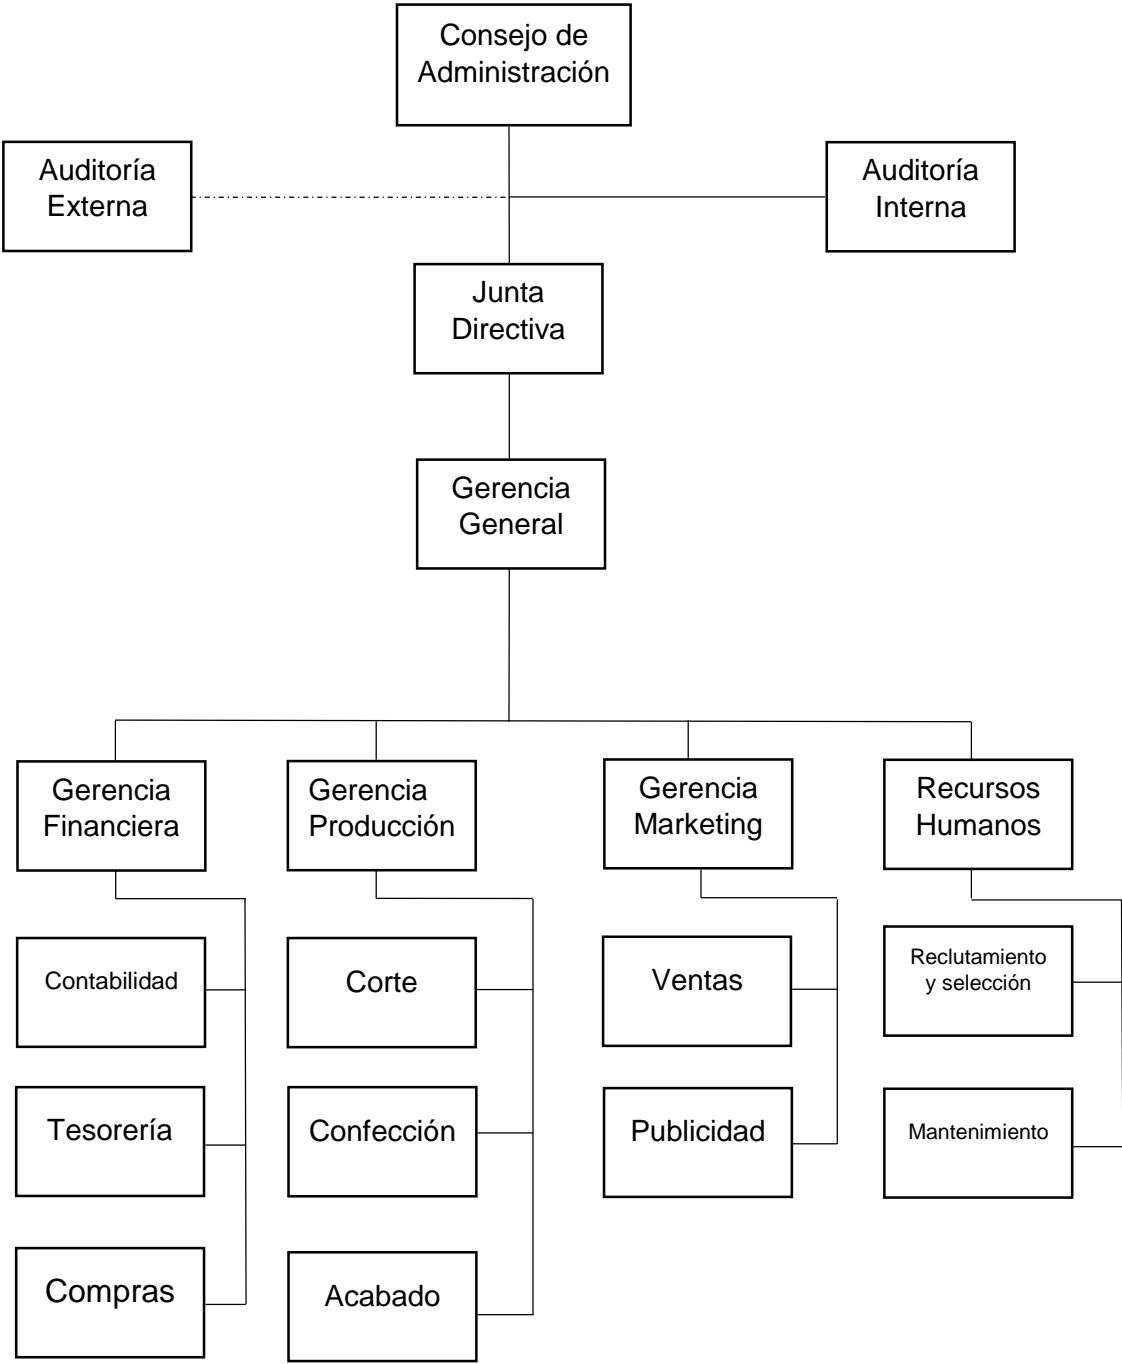 Consejo de
Administración
Auditoría
Externa
Auditoría
Interna
Junta
Directiva
Gerencia
General
Gerencia
Financiera
Gerencia
Producción
Gerencia
Marketing
Recursos
Humanos
Contabilidad
Corte
Ventas
Reclutamiento
y selección
Tesorería
Confección
Publicidad
Mantenimiento
Compras
Acabado